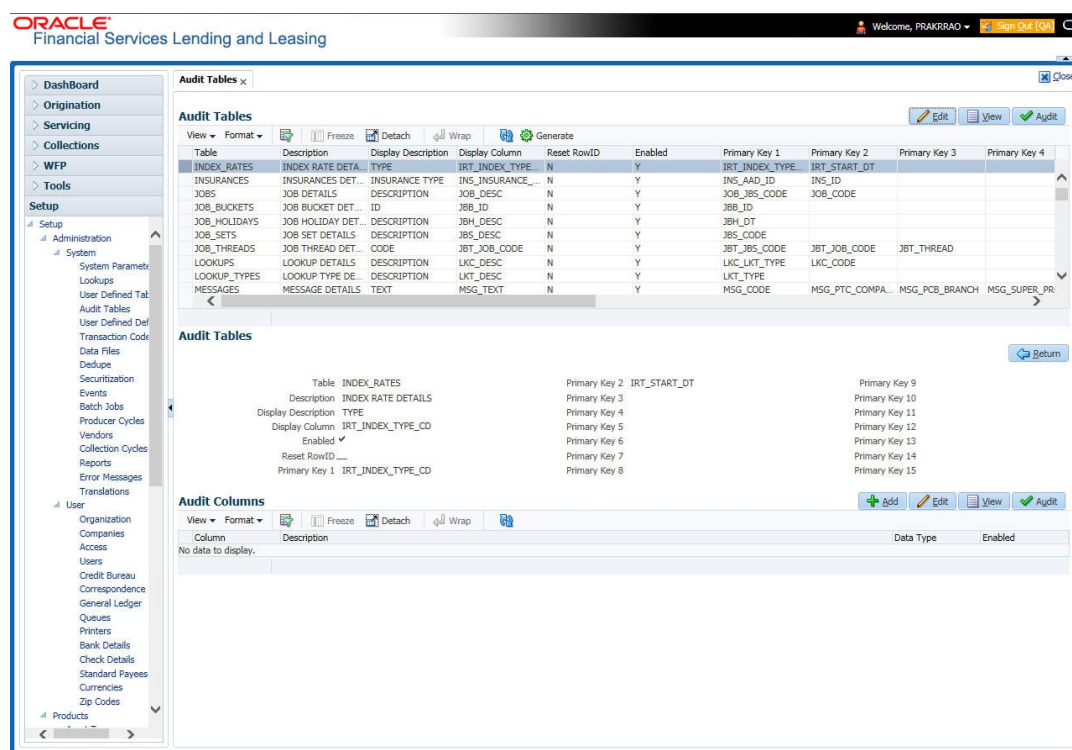 ORACLE
Financial Services Lending and Leasing
Welcome, PRAKRRAO
Sign Out [QA]
DashBoard
Origination
Servicing
Collections
WFP
Tools
Setup
Setup
Administration
System
System Paramete
Lookups
User Defined Tab
Audit Tables
User Defined Def
Transaction Code
Data Files
Dedupe
Securitization
Events
Batch Jobs
Producer Cycles
Vendors
Collection Cycles
Reports
Error Messages
Translations
User
Organization
Companies
Access
Users
Credit Bureau
Correspondence
General Ledger
Queues
Printers
Bank Details
Check Details
Standard Payees
Currencies
Zip Codes
Products
Audit Tables
Close
Audit Tables
Edit View Audit
View Format Freeze Detach Wrap Generate
Table Description Display Description Display Column Reset RowID Enabled Primary Key 1 Primary Key 2 Primary Key 3 Primary Key 4
INDEX_RATES INDEX RATE DETA... TYPE IRT_INDEX_TYPE... N Y IRT_INDEX_TYPE... IRT_START_DT
INSURANCES INSURANCES DET... INSURANCE TYPE INS_INSURANCE_... N Y INS_AAD_ID INS_ID
JOBS JOB DETAILS DESCRIPTION JOB_DESC N Y JOB_JBS_CODE JOB_CODE
JOB_BUCKETS JOB BUCKET DET... ID JBB_ID N Y JBB_ID
JOB_HOLIDAYS JOB HOLIDAY DET... DESCRIPTION JBH_DESC N Y JBH_DT
JOB_SETS JOB SET DETAILS DESCRIPTION JBS_DESC N Y JBS_CODE
JOB_THREADS JOB THREAD DET... CODE JBT_JOB_CODE N Y JBT_JBS_CODE JBT_JOB_CODE JBT_THREAD
LOOKUPS LOOKUP DETAILS DESCRIPTION LKC_DESC N Y LKC_LKT_TYPE LKC_CODE
LOOKUP_TYPES LOOKUP TYPE DE... DESCRIPTION LKT_DESC N Y LKT_TYPE
MESSAGES MESSAGE DETAILS TEXT MSG_TEXT N Y MSG_CODE MSG_PTC_COMPA... MSG_PCB_BRANCH MSG_SUPER_PR
Audit Tables
Return
Table INDEX_RATES Primary Key 2 IRT_START_DT Primary Key 9
Description INDEX RATE DETAILS Primary Key 3 Primary Key 10
Display Description TYPE Primary Key 4 Primary Key 11
Display Column IRT_INDEX_TYPE_CD Primary Key 5 Primary Key 12
Enabled Primary Key 6 Primary Key 13
Reset RowID Primary Key 7 Primary Key 14
Primary Key 1 IRT_INDEX_TYPE_CD Primary Key 8 Primary Key 15
Audit Columns
Add Edit View Audit
View Format Freeze Detach Wrap
Column Description Data Type Enabled
No data to display.